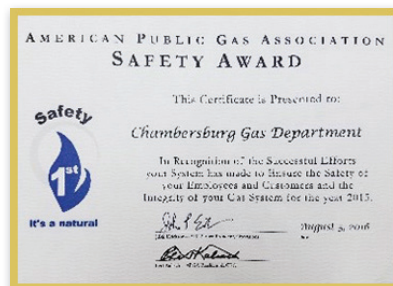 AMERICAN PUBLIC GAS ASSOCIATION
SAFETY AWARD
This Certificate is Presented to:
Safety
1st
It's a natural
Chambersburg Gas Department
In Recognition of the Successful Efforts
your System has made to Ensure the Safety of
your Employees and Customers and the
Integrity of your Gas System for the year 2015.
August 3, 2016